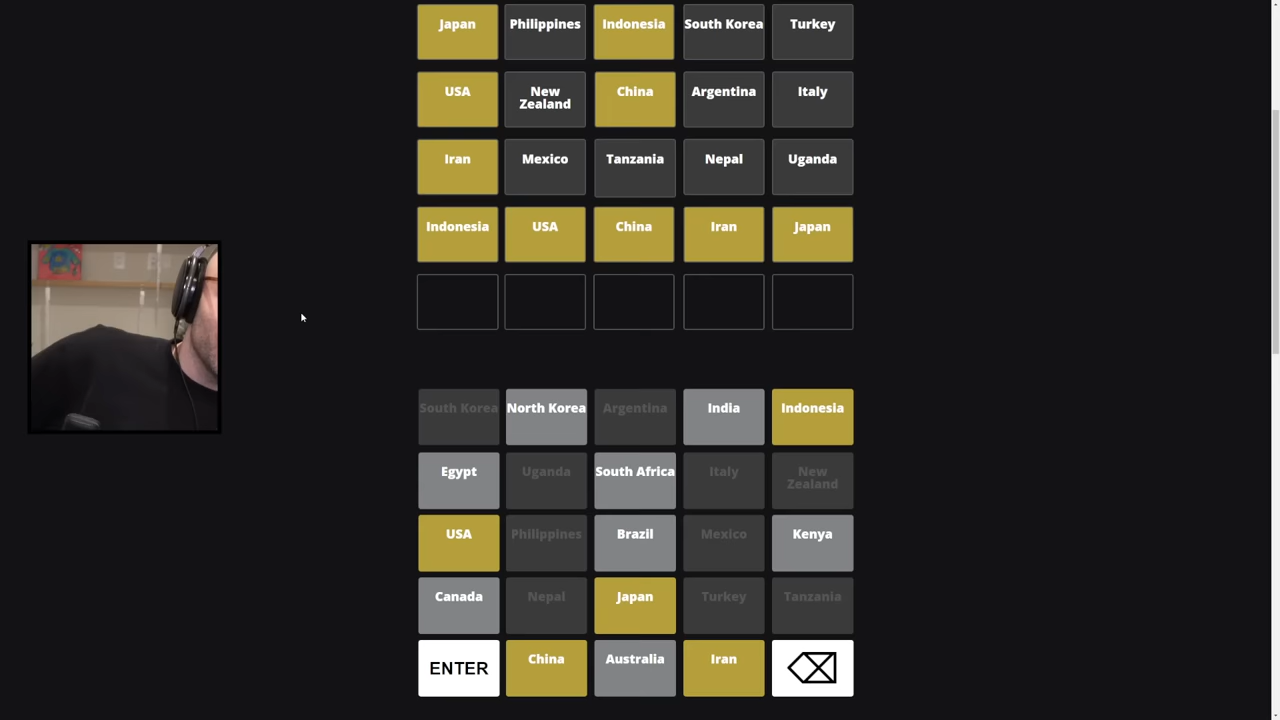 Japan Philippines Indonesia South Korea Turkey
USA New Zealand China Argentina Italy
Iran Mexico Tanzania Nepal Uganda
Indonesia USA China Iran Japan
South Korea North Korea Argentina India Indonesia
Egypt Uganda South Africa Italy New Zealand
USA Philippines Brazil Mexico Kenya
Canada Nepal Japan Turkey Tanzania
ENTER China Australia Iran